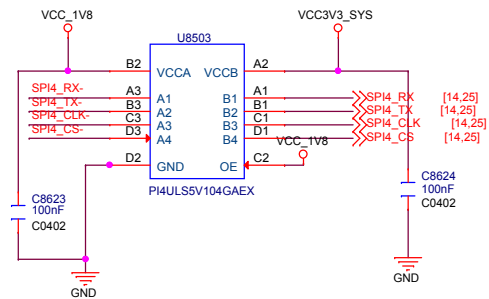 VCC_1V8
U8503
VCC3V3_SYS
B2 VCCA VCCB A2
SPI4_RX- A3 A1 B1 A1 SPI4_RX [14,25]
SPI4_TX- B3 A2 B2 B1 SPI4_TX [14,25]
SPI4_CLK- C3 A3 B3 C1 SPI4_CLK [14,25]
SPI4_CS- D3 A4 B4 D1 SPI4_CS [14,25]
VCC_1V8
D2 GND OE C2
PI4ULS5V104GAEX
C8623
100nF
C0402
C8624
100nF
C0402
GND
GND